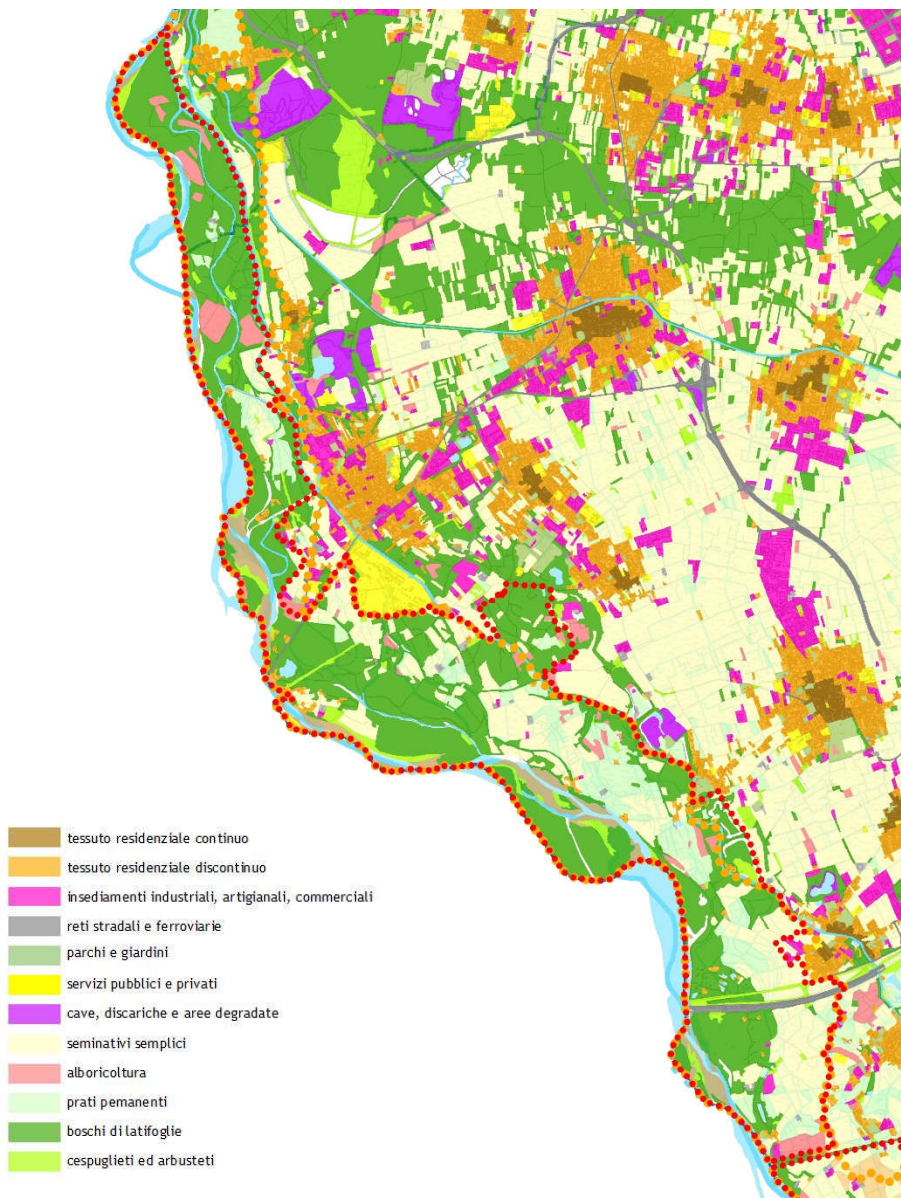 tessuto residenziale continuo
tessuto residenziale discontinuo
insediamenti industriali, artigianali, commerciali
reti stradali e ferroviarie
parchi e giardini
servizi pubblici e privati
cave, discariche e aree degradate
seminativi semplici
alboricoltura
prati pemanenti
boschi di latifoglie
cespuglieti ed arbusteti